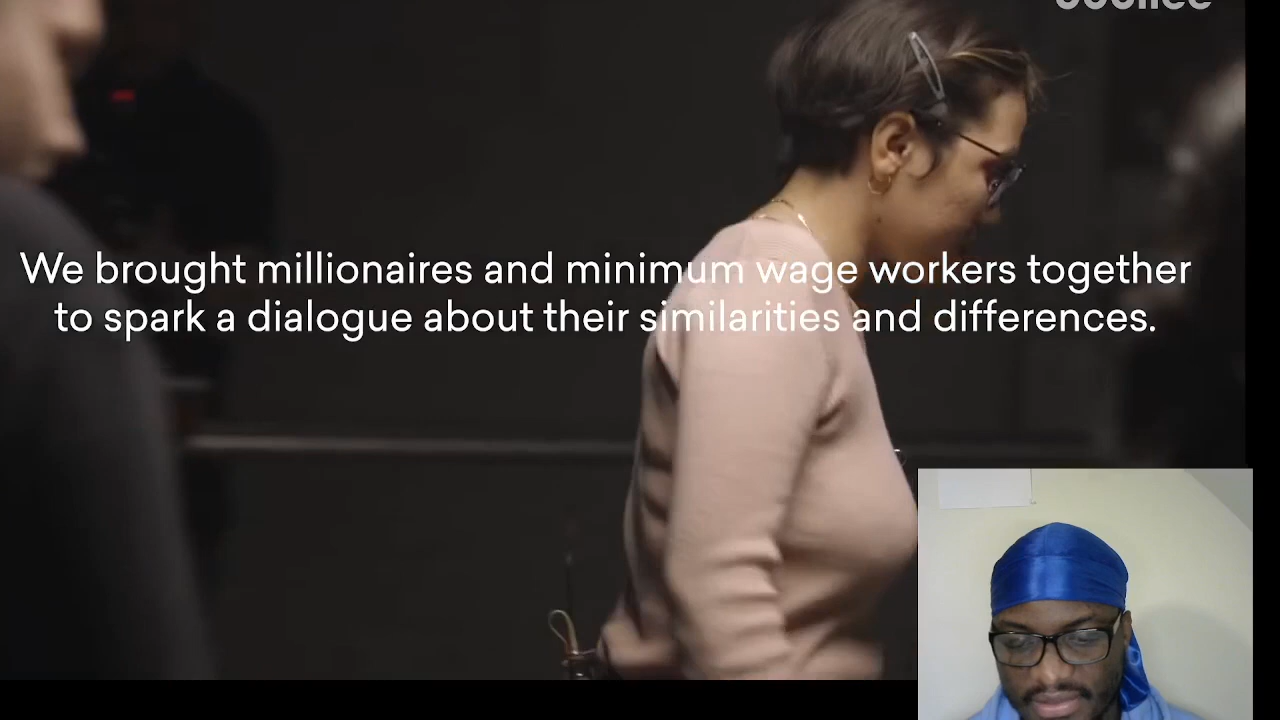 We brought millionaires and minimum wage workers together
to spark a dialogue about their similarities and differences.